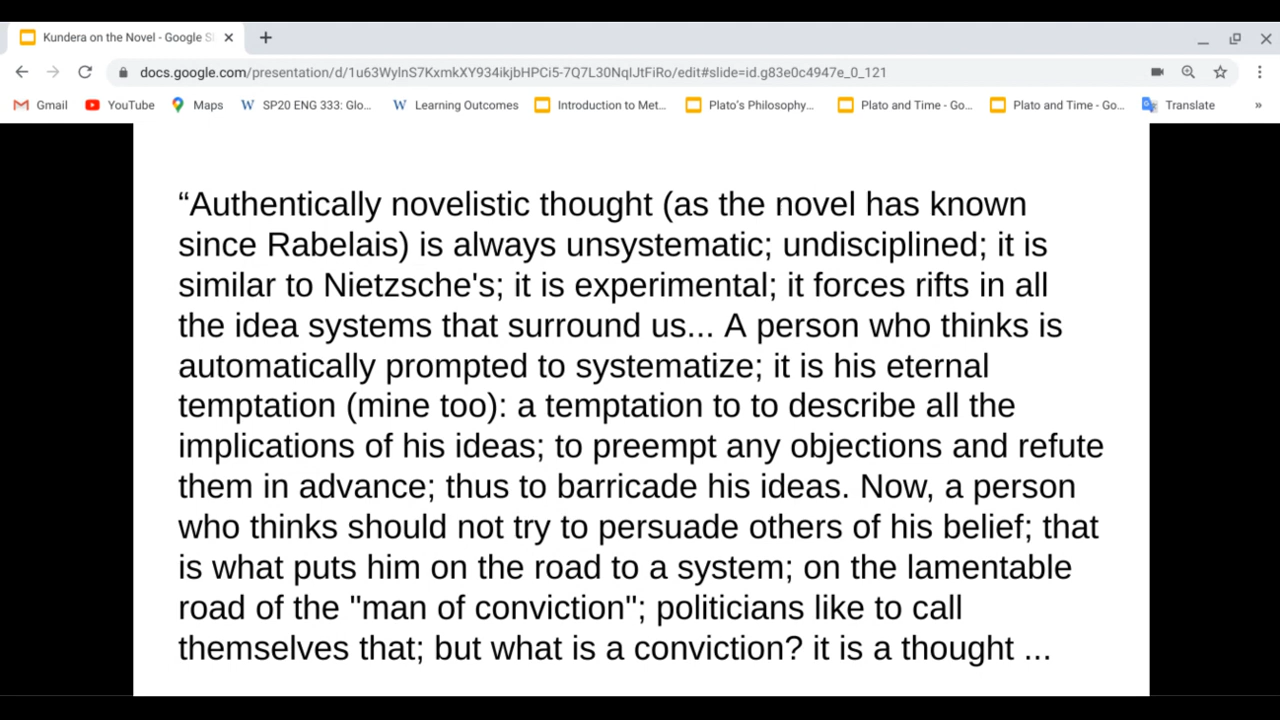 Kundera on the Novel - Google Sl
docs.google.com/presentation/d/1u63WylnS7KxmkXY934ikjbHPCi5-7Q7L30NqlJtFiRo/edit#slide=id.g83e0c4947e_0_121
Gmail YouTube Maps SP20 ENG 333: Glo... Learning Outcomes Introduction to Met... Plato's Philosophy... Plato and Time - Go... Plato and Time - Go... Translate »
“Authentically novelistic thought (as the novel has known
since Rabelais) is always unsystematic; undisciplined; it is
similar to Nietzsche's; it is experimental; it forces rifts in all
the idea systems that surround us... A person who thinks is
automatically prompted to systematize; it is his eternal
temptation (mine too): a temptation to to describe all the
implications of his ideas; to preempt any objections and refute
them in advance; thus to barricade his ideas. Now, a person
who thinks should not try to persuade others of his belief; that
is what puts him on the road to a system; on the lamentable
road of the "man of conviction"; politicians like to call
themselves that; but what is a conviction? it is a thought ...